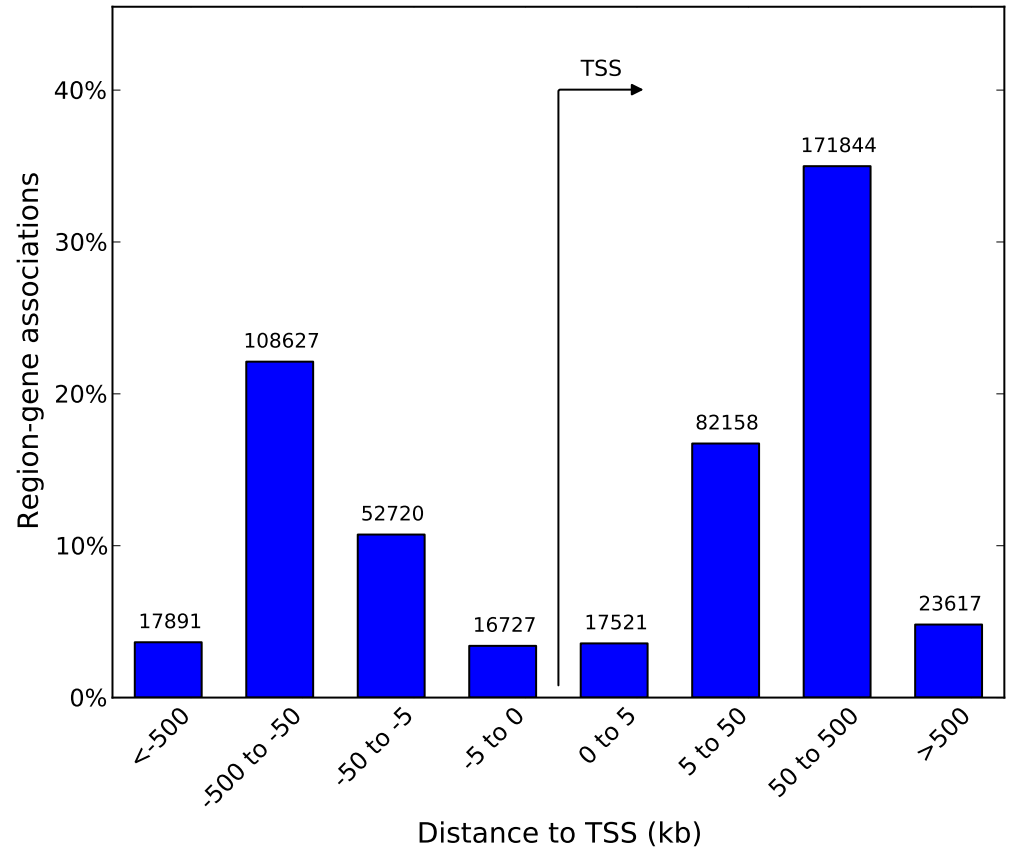 TSS
40%
30%
20%
10%
0%
Region-gene associations
17891
108627
52720
16727
17521
82158
171844
23617
<-500
-500 to -50
-50 to -5
-5 to 0
0 to 5
5 to 50
50 to 500
>500
Distance to TSS (kb)